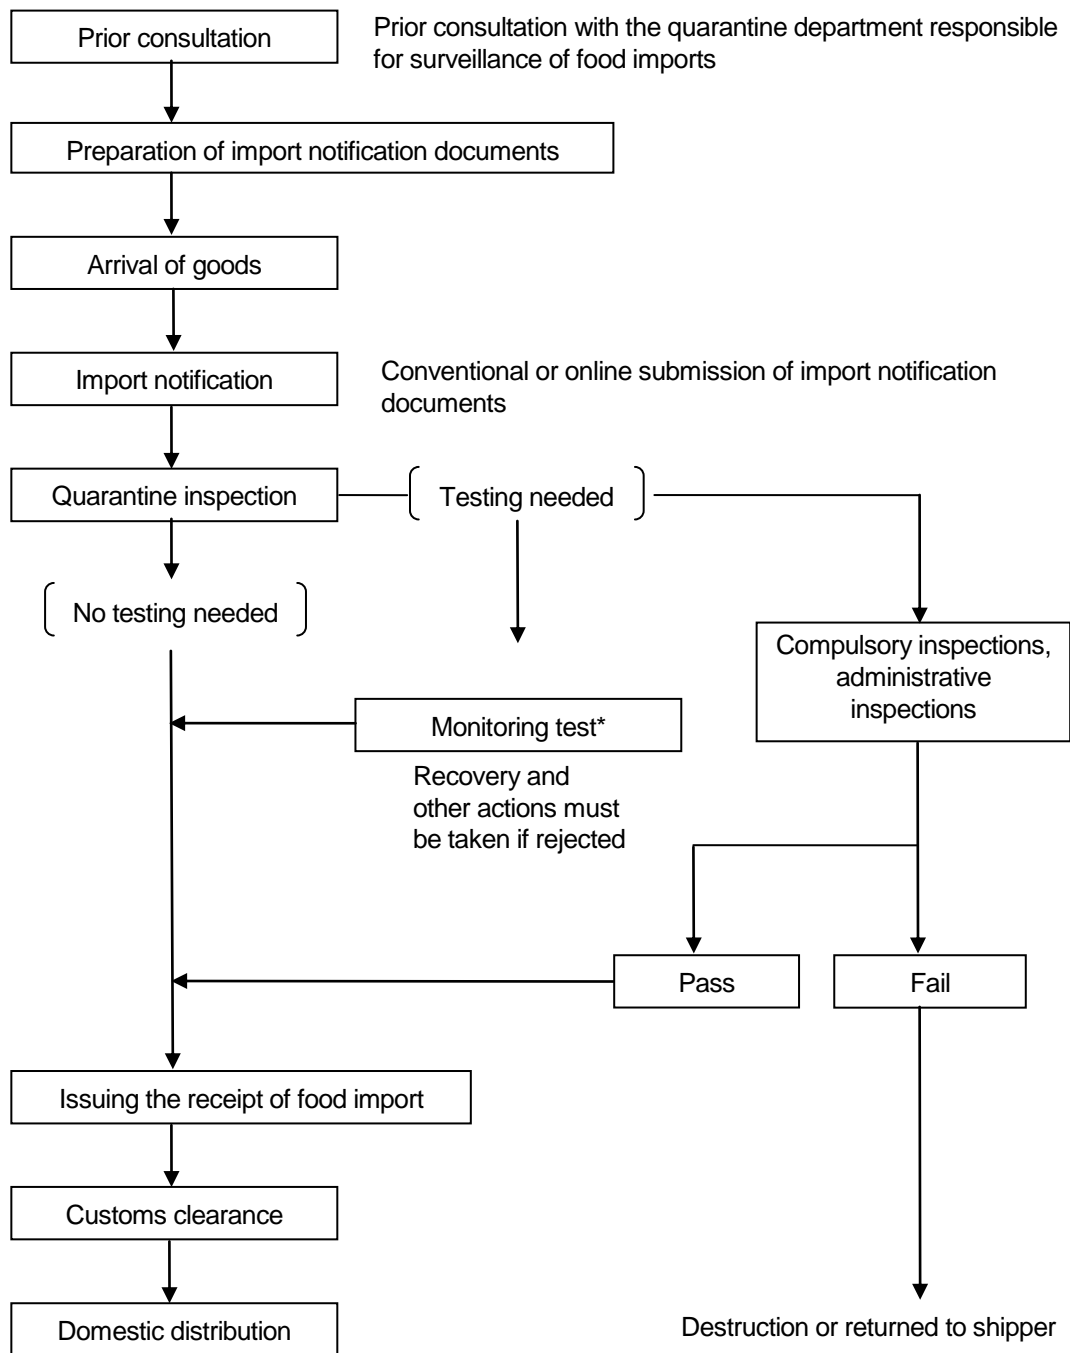 Prior consultation
Prior consultation with the quarantine department responsible
for surveillance of food imports
Preparation of import notification documents
Arrival of goods
Import notification
Conventional or online submission of import notification
documents
Quarantine inspection
Testing needed
No testing needed
Compulsory inspections,
administrative
inspections
Monitoring test*
Recovery and
other actions must
be taken if rejected
Pass
Fail
Issuing the receipt of food import
Customs clearance
Domestic distribution
Destruction or returned to shipper